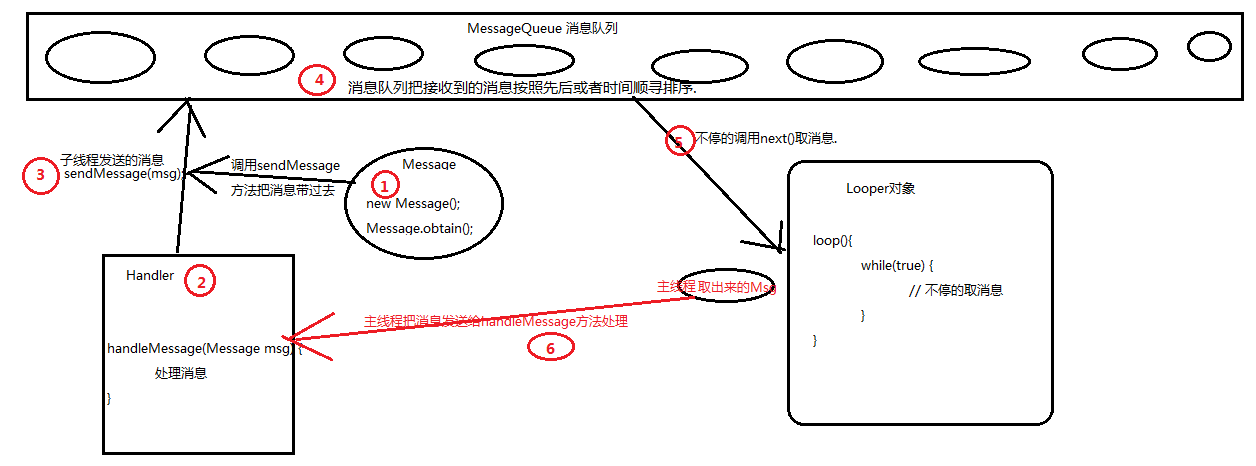 MessageQueue 消息队列
4
消息队列把接收到的消息按照先后或者时间顺寻排序.
5
不停的调用next()取消息.
3
子线程发送的消息
sendMessage(msg);
调用sendMessage
方法把消息带过去
Message
1
new Message();
Message.obtain();
Looper对象
loop(){
while(true) {
// 不停的取消息
}
}
Handler
2
主线程 取出来的Msg
主线程把消息发送给handleMessage方法处理
6
handleMessage(Message msg) {
处理消息
}